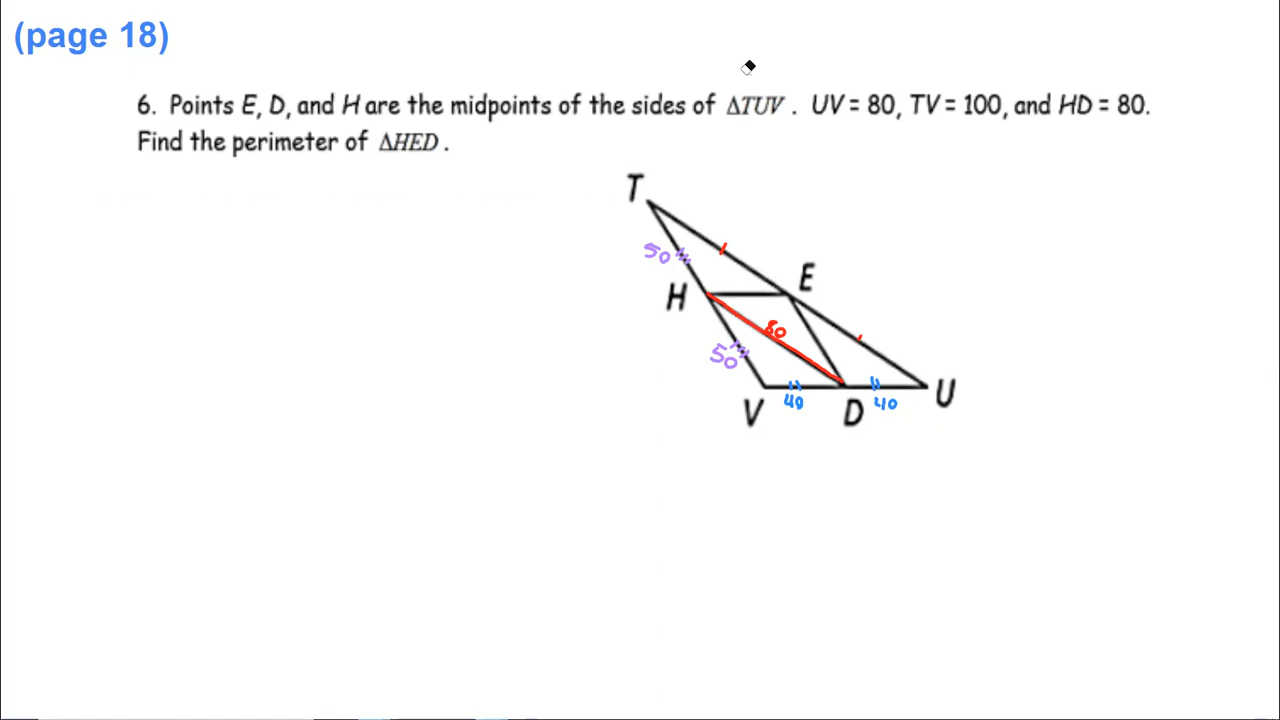 (page 18)
6. Points E, D, and H are the midpoints of the sides of ΔTUV . UV = 80, TV = 100, and HD = 80.
Find the perimeter of ΔHED .
T
50
E
H
80
50
V
40
D
40
U